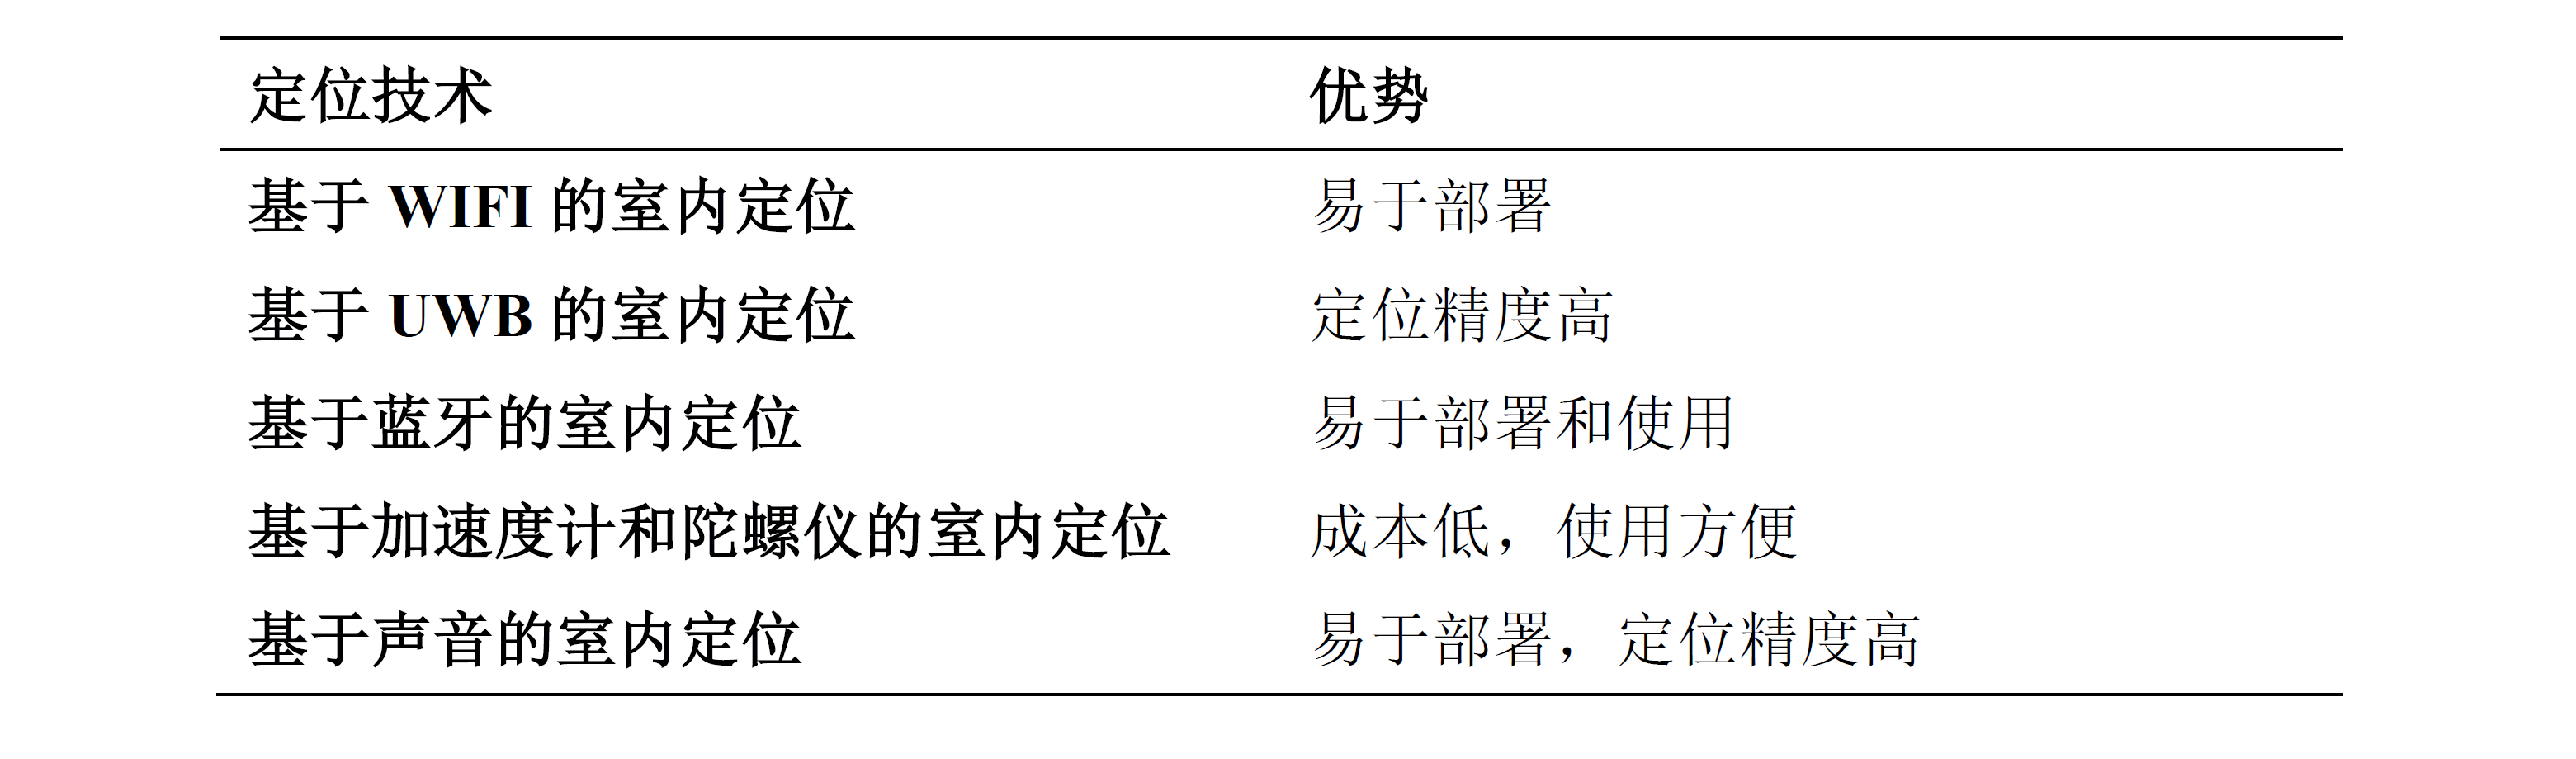 定位技术 优势
基于 WIFI 的室内定位 易于部署
基于 UWB 的室内定位 定位精度高
基于蓝牙的室内定位 易于部署和使用
基于加速度计和陀螺仪的室内定位 成本低，使用方便
基于声音的室内定位 易于部署，定位精度高